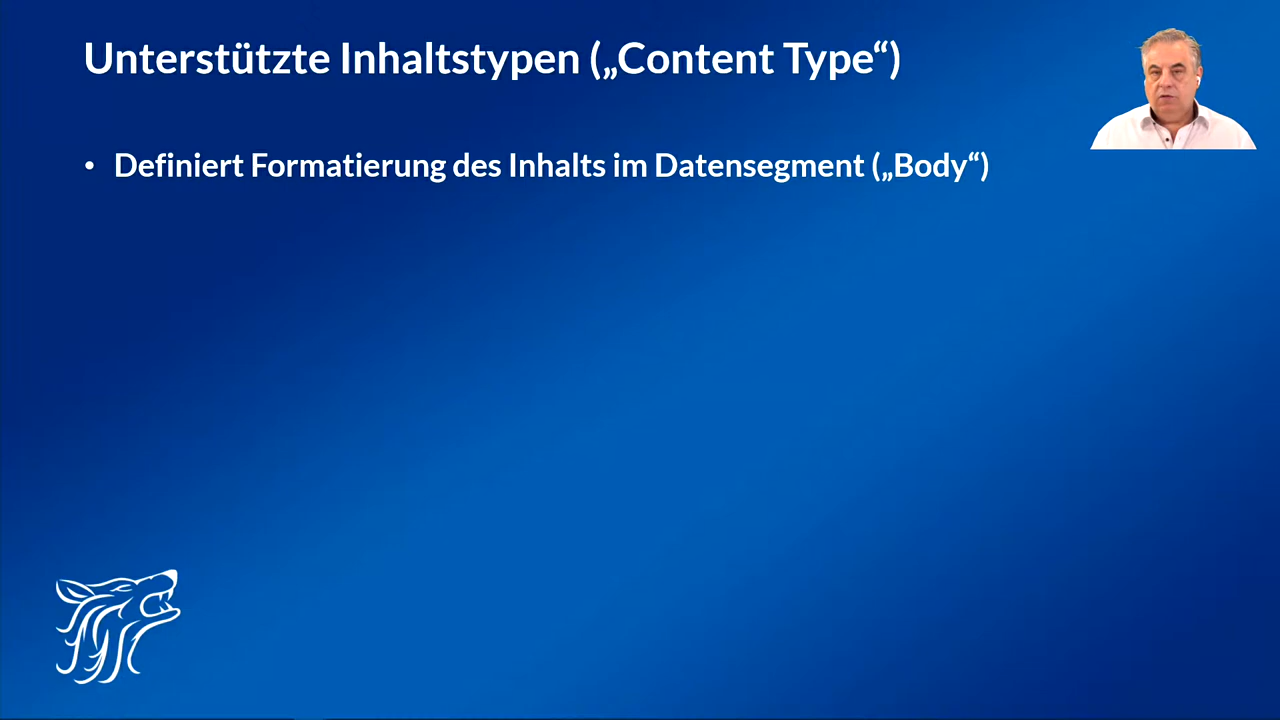 Unterstützte Inhaltstypen („Content Type“)
• Definiert Formatierung des Inhalts im Datensegment („Body“)